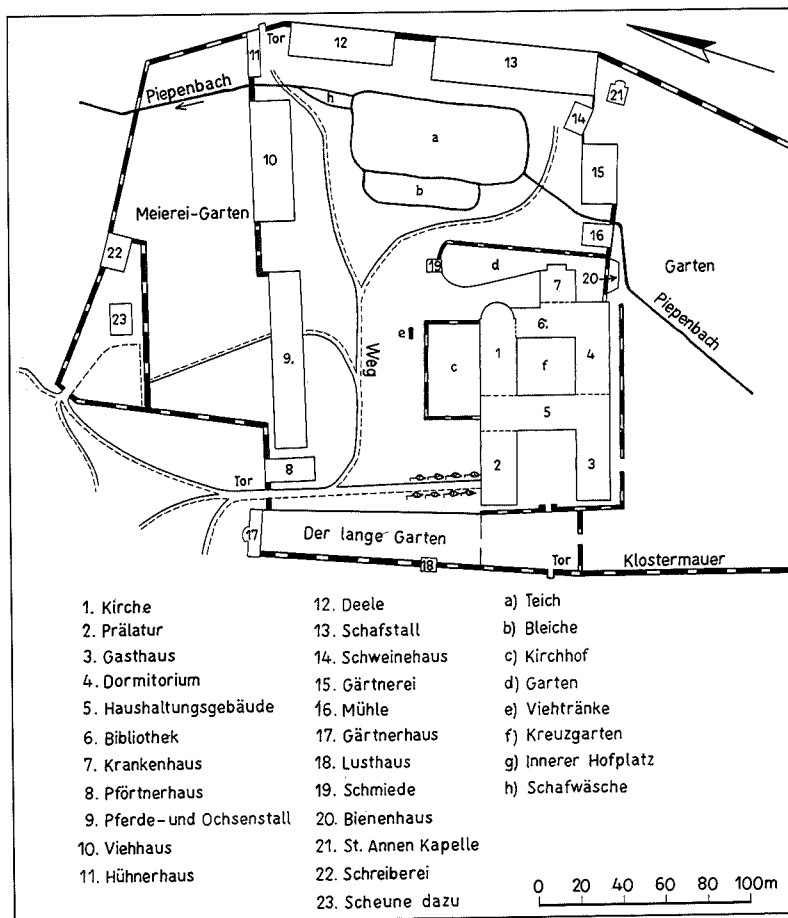 11
Tor
12
13
21
Piepenbach
h
14
a
10
15
b
Meierei-Garten
16
22
19
d
Garten
20
7
23
Piepenbach
6.
e
Weg
1
4
c
f
9.
5
2
3
8
Tor
17
Der lange Garten
18
Tor
Klostermauer
1. Kirche
2. Prälatur
3. Gasthaus
4. Dormitorium
5. Haushaltungsgebäude
6. Bibliothek
7. Krankenhaus
8. Pförtnerhaus
9. Pferde-und Ochsenstall
10. Viehhaus
11. Hühnerhaus
12. Deele
13. Schafstall
14. Schweinehaus
15. Gärtnerei
16. Mühle
17. Gärtnerhaus
18. Lusthaus
19. Schmiede
20. Bienenhaus
21. St. Annen Kapelle
22. Schreiberei
23. Scheune dazu
a) Teich
b) Bleiche
c) Kirchhof
d) Garten
e) Viehtränke
f) Kreuzgarten
g) Innerer Hofplatz
h) Schafwäsche
0 20 40 60 80 100m